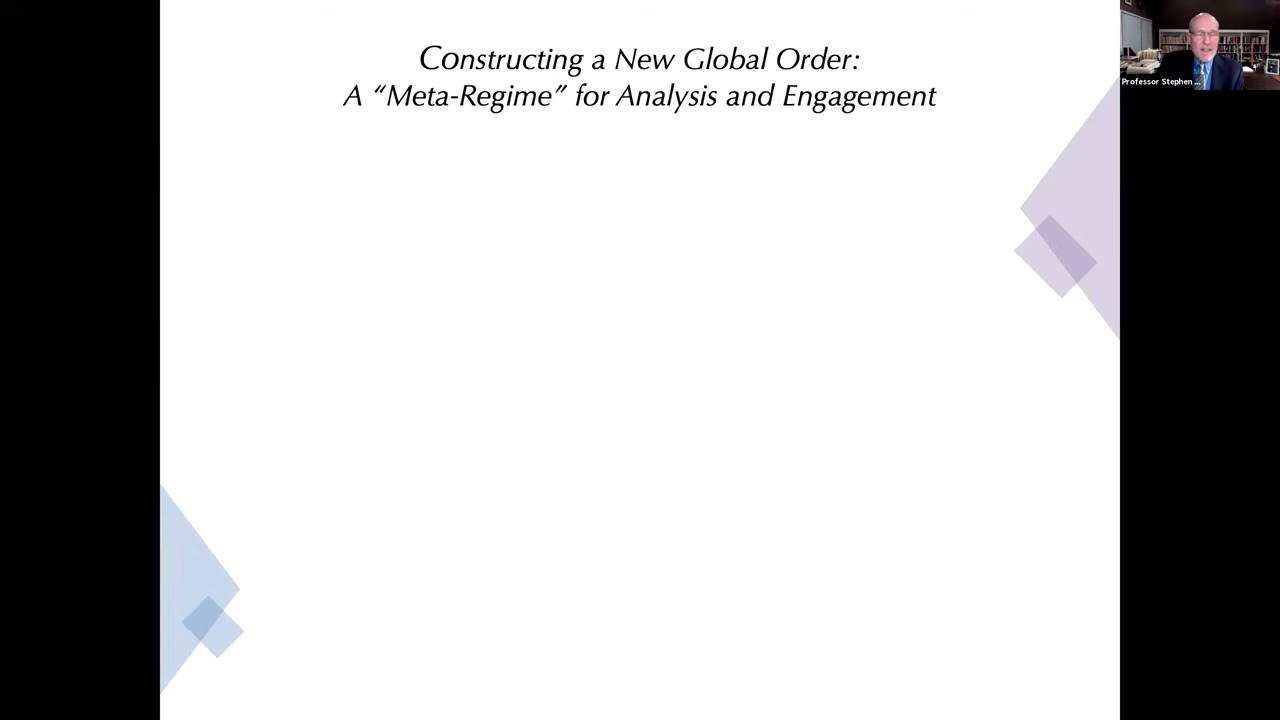 Constructing a New Global Order:
A “Meta-Regime” for Analysis and Engagement
Professor Stephen ...